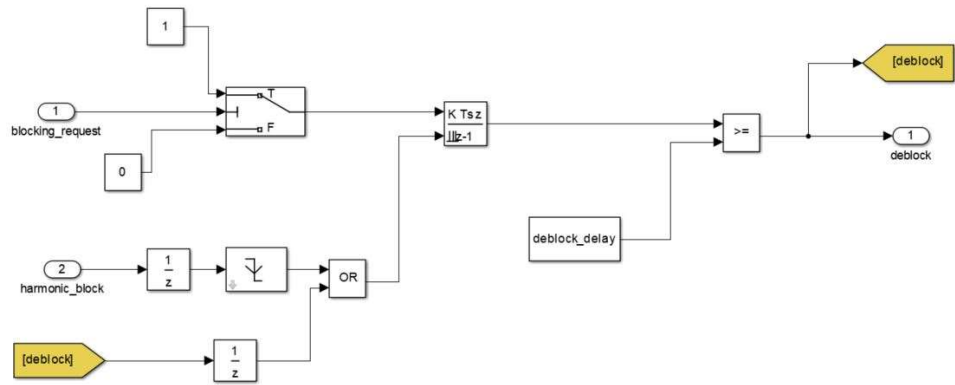 1
[deblock]
T
1
K Ts z
blocking_request
F
z-1
>=
1
deblock
0
deblock_delay
1
2
z
OR
harmonic_block
[deblock]
1
z